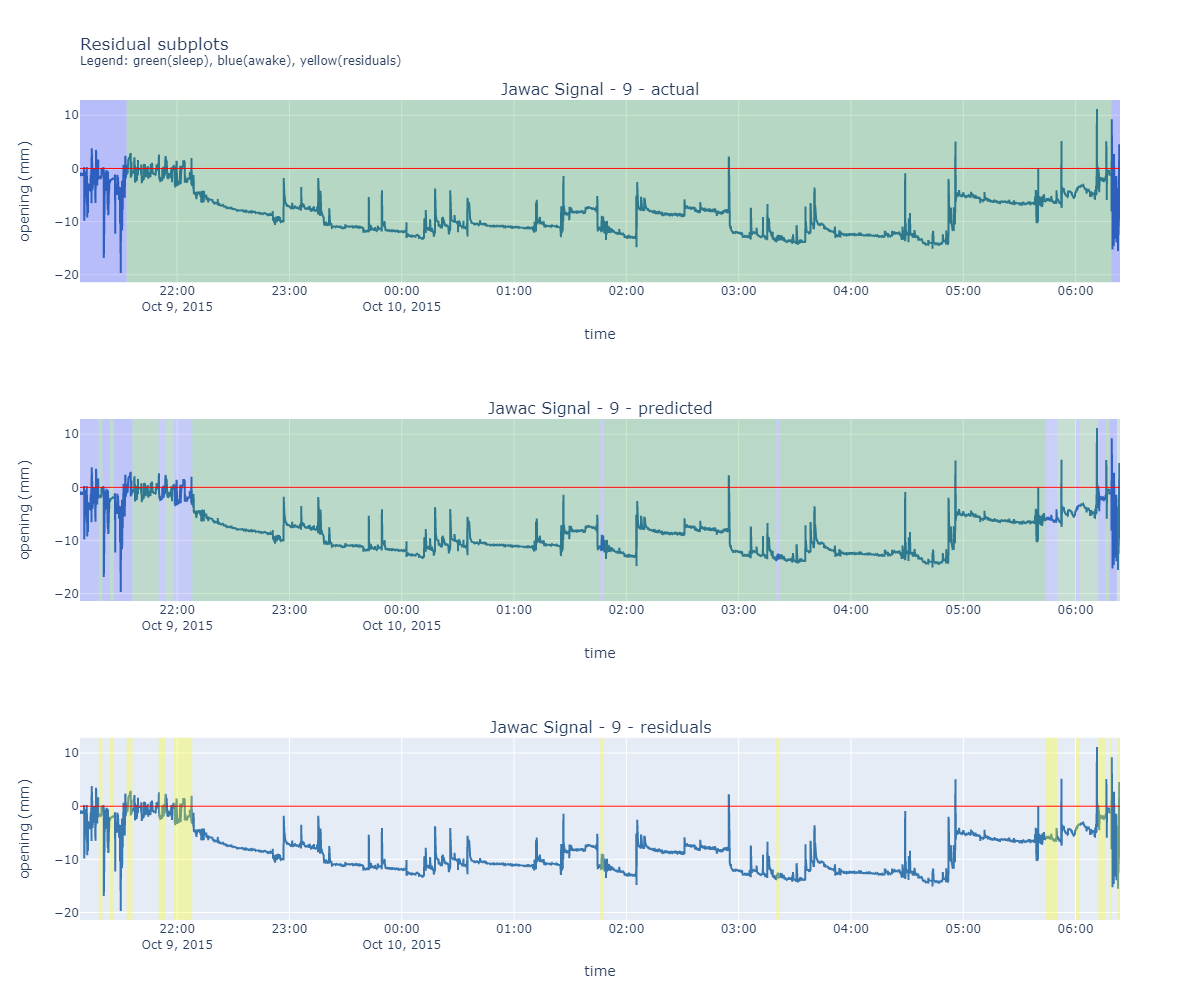 Residual subplots
Legend: green(sleep), blue(awake), yellow(residuals)
Jawac Signal - 9 - actual
10
0
−10
−20
opening (mm)
22:00 23:00 00:00 01:00 02:00 03:00 04:00 05:00 06:00
Oct 9, 2015 Oct 10, 2015
time
Jawac Signal - 9 - predicted
10
0
−10
−20
opening (mm)
22:00 23:00 00:00 01:00 02:00 03:00 04:00 05:00 06:00
Oct 9, 2015 Oct 10, 2015
time
Jawac Signal - 9 - residuals
10
0
−10
−20
opening (mm)
22:00 23:00 00:00 01:00 02:00 03:00 04:00 05:00 06:00
Oct 9, 2015 Oct 10, 2015
time